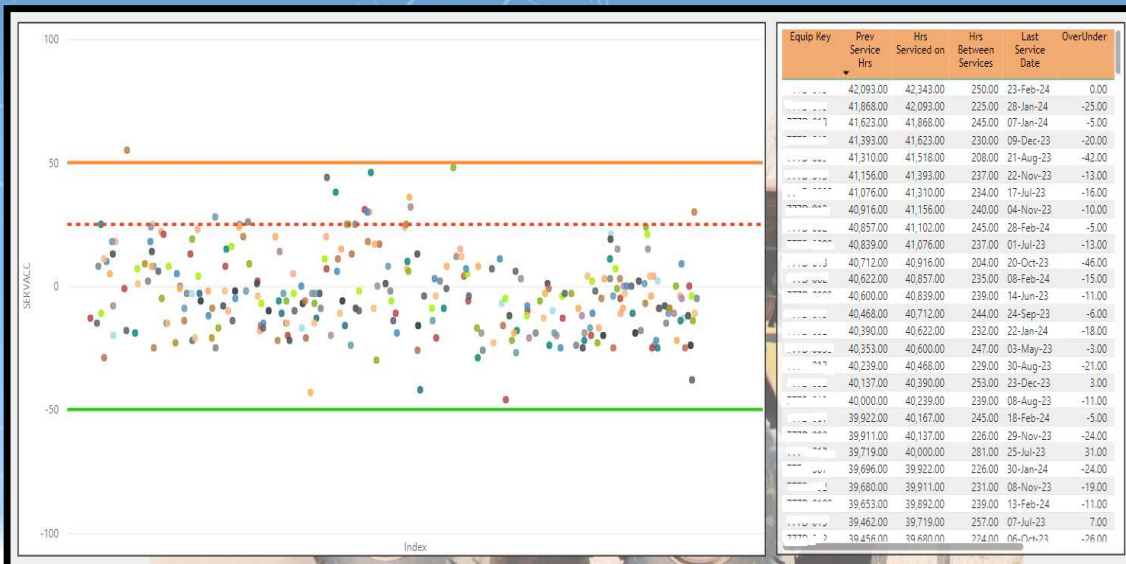 100
50
0
-50
-100
SERVACC
Index
Equip Key Prev Service Hrs Hrs Serviced on Hrs Between Services Last Service Date OverUnder
42,093.00 42,343.00 250.00 23-Feb-24 0.00
41,868.00 42,093.00 225.00 28-Jan-24 -25.00
41,623.00 41,868.00 245.00 07-Jan-24 -5.00
41,393.00 41,623.00 230.00 09-Dec-23 -20.00
41,310.00 41,518.00 208.00 21-Aug-23 -42.00
41,156.00 41,393.00 237.00 22-Nov-23 -13.00
41,076.00 41,310.00 234.00 17-Jul-23 -16.00
40,916.00 41,156.00 240.00 04-Nov-23 -10.00
40,857.00 41,102.00 245.00 28-Feb-24 -5.00
40,839.00 41,076.00 237.00 01-Jul-23 -13.00
40,712.00 40,916.00 204.00 20-Oct-23 -46.00
40,622.00 40,857.00 235.00 08-Feb-24 -15.00
40,600.00 40,839.00 239.00 14-Jun-23 -11.00
40,468.00 40,712.00 244.00 24-Sep-23 -6.00
40,390.00 40,622.00 232.00 22-Jan-24 -18.00
40,353.00 40,600.00 247.00 03-May-23 -3.00
40,239.00 40,468.00 229.00 30-Aug-23 -21.00
40,137.00 40,390.00 253.00 23-Dec-23 3.00
40,000.00 40,239.00 239.00 08-Aug-23 -11.00
39,922.00 40,167.00 245.00 18-Feb-24 -5.00
39,911.00 40,137.00 226.00 29-Nov-23 -24.00
39,719.00 40,000.00 281.00 25-Jul-23 31.00
39,696.00 39,922.00 226.00 30-Jan-24 -24.00
39,680.00 39,911.00 231.00 08-Nov-23 -19.00
39,653.00 39,892.00 239.00 13-Feb-24 -11.00
39,462.00 39,719.00 257.00 07-Jul-23 7.00
39,456.00 39,680.00 224.00 06-Oct-23 -26.00